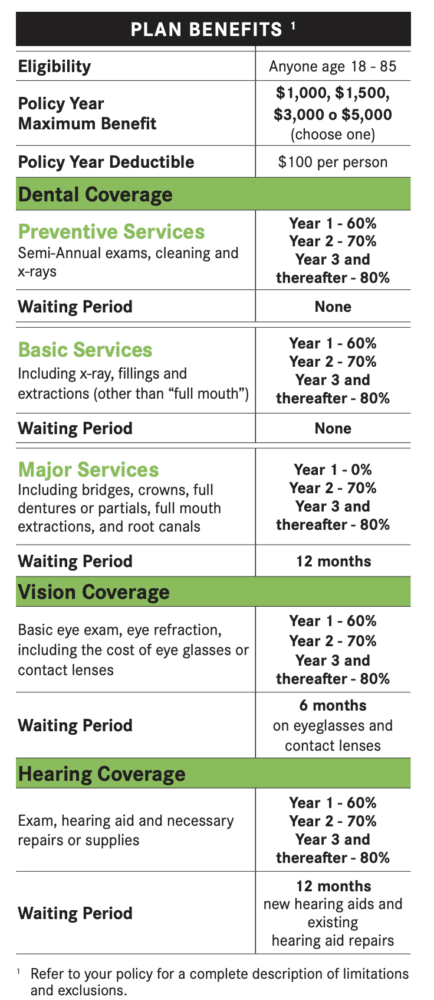 PLAN BENEFITS ¹
Eligibility
Anyone age 18 - 85
Policy Year
Maximum Benefit
$1,000, $1,500,
$3,000 o $5,000
(choose one)
Policy Year Deductible
$100 per person
Dental Coverage
Preventive Services
Semi-Annual exams, cleaning and
x-rays
Year 1 - 60%
Year 2 - 70%
Year 3 and
thereafter - 80%
Waiting Period
None
Basic Services
Including x-ray, fillings and
extractions (other than “full mouth”)
Year 1 - 60%
Year 2 - 70%
Year 3 and
thereafter - 80%
Waiting Period
None
Major Services
Including bridges, crowns, full
dentures or partials, full mouth
extractions, and root canals
Year 1 - 0%
Year 2 - 70%
Year 3 and
thereafter - 80%
Waiting Period
12 months
Vision Coverage
Basic eye exam, eye refraction,
including the cost of eye glasses or
contact lenses
Year 1 - 60%
Year 2 - 70%
Year 3 and
thereafter - 80%
Waiting Period
6 months
on eyeglasses and
contact lenses
Hearing Coverage
Exam, hearing aid and necessary
repairs or supplies
Year 1 - 60%
Year 2 - 70%
Year 3 and
thereafter - 80%
Waiting Period
12 months
new hearing aids and
existing
hearing aid repairs
¹ Refer to your policy for a complete description of limitations
and exclusions.